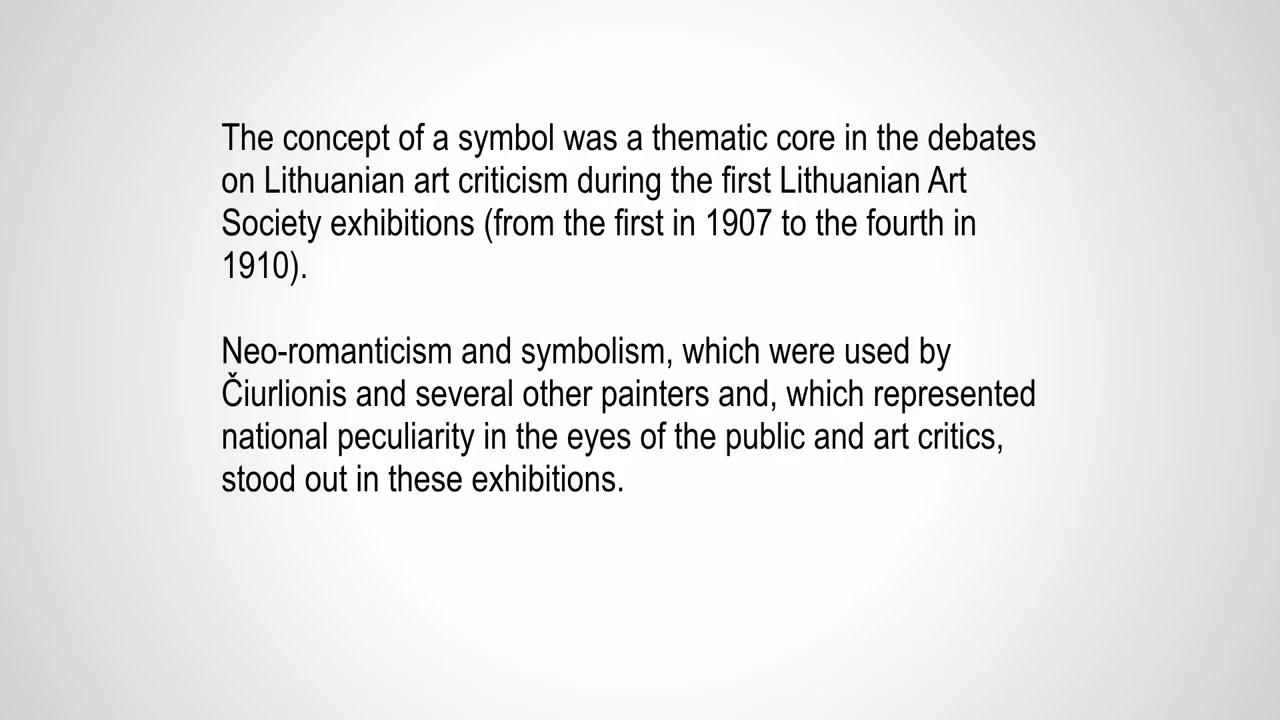 The concept of a symbol was a thematic core in the debates
on Lithuanian art criticism during the first Lithuanian Art
Society exhibitions (from the first in 1907 to the fourth in
1910).
Neo-romanticism and symbolism, which were used by
Čiurlionis and several other painters and, which represented
national peculiarity in the eyes of the public and art critics,
stood out in these exhibitions.